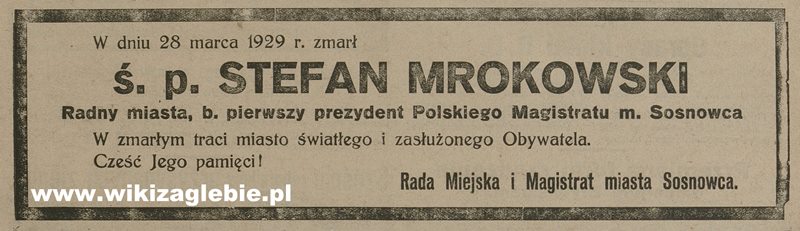 W dniu 28 marca 1929 r. zmarł
ś. p. STEFAN MROKOWSKI
Radny miasta, b. pierwszy prezydent Polskiego Magistratu m. Sosnowca
W zmarłym traci miasto światłego i zasłużonego Obywatela.
Cześć Jego pamięci!
Rada Miejska i Magistrat miasta Sosnowca.
www.wikizaglebie.pl